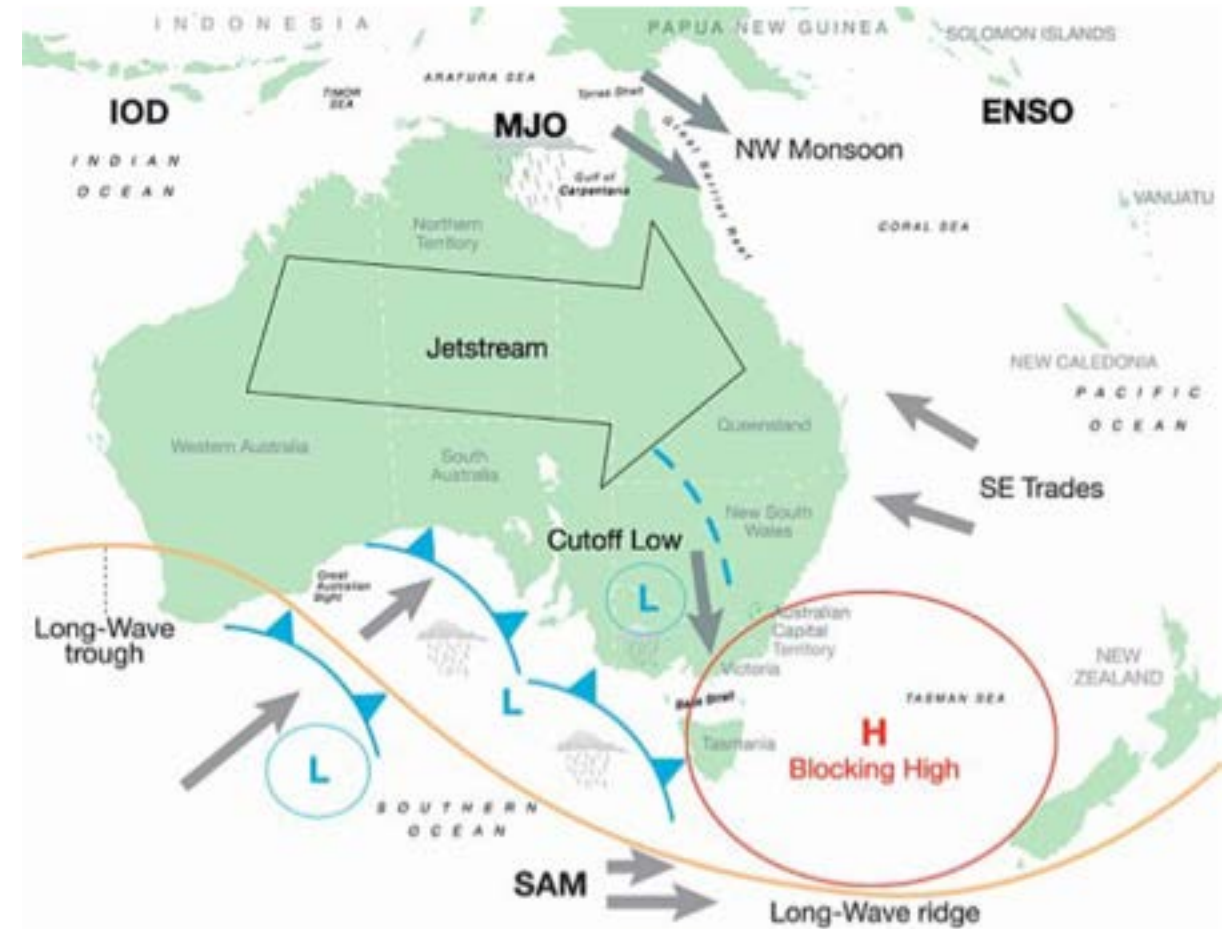 INDONESIA
PAPUA NEW GUINEA
SOLOMON ISLANDS
ARAFURA SEA
TIMOR
SEA
Torres Strait
IOD
MJO
ENSO
INDIAN
OCEAN
NW Monsoon
Great Barrier Reef
Gulf of
Carpentaria
VANUATU
Northern
Territory
CORAL SEA
Jetstream
NEW CALEDONIA
PACIFIC
OCEAN
Western Australia
South
Australia
Queensland
SE Trades
New South
Wales
Cutoff Low
Great
Australian
Bight
L
Long-Wave
trough
Australian
Capital
Territory
Victoria
NEW
ZEALAND
L
Bass Strait
TASMAN SEA
Tasmania
H
Blocking High
L
SOUTHERN
OCEAN
SAM
Long-Wave ridge